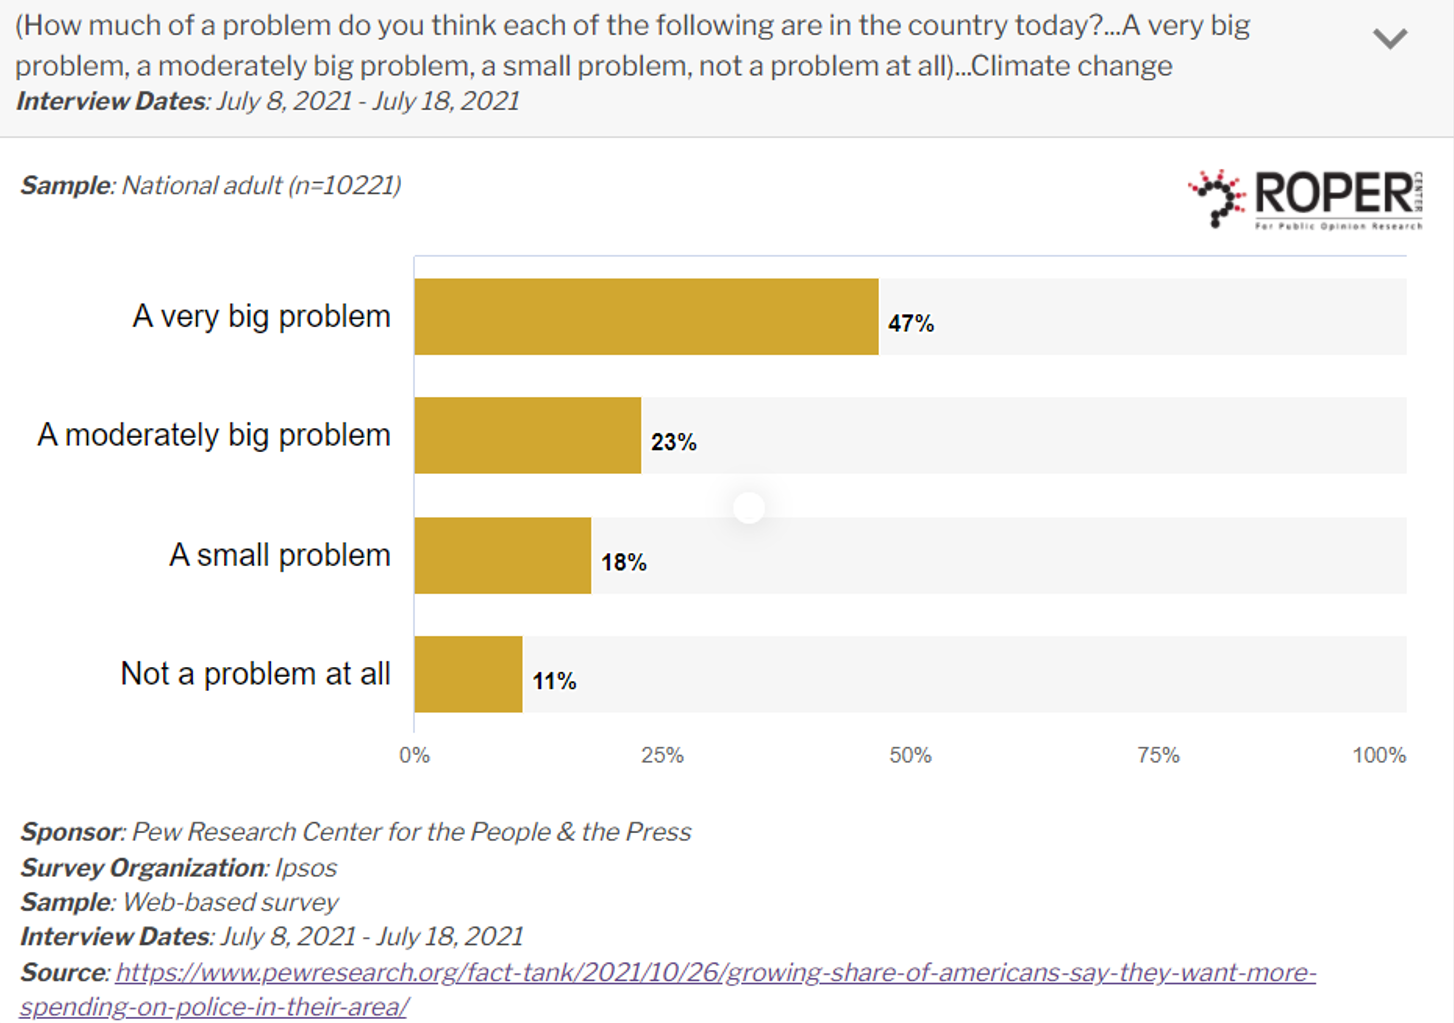 (How much of a problem do you think each of the following are in the country today?...A very big
problem, a moderately big problem, a small problem, not a problem at all)...Climate change
Interview Dates: July 8, 2021 - July 18, 2021
Sample: National adult (n=10221)
ROPER
CENTER
For Public Opinion Research
A very big problem
47%
A moderately big problem
23%
A small problem
18%
Not a problem at all
11%
0%
25%
50%
75%
100%
Sponsor: Pew Research Center for the People & the Press
Survey Organization: Ipsos
Sample: Web-based survey
Interview Dates: July 8, 2021 - July 18, 2021
Source: https://www.pewresearch.org/fact-tank/2021/10/26/growing-share-of-americans-say-they-want-more-
spending-on-police-in-their-area/